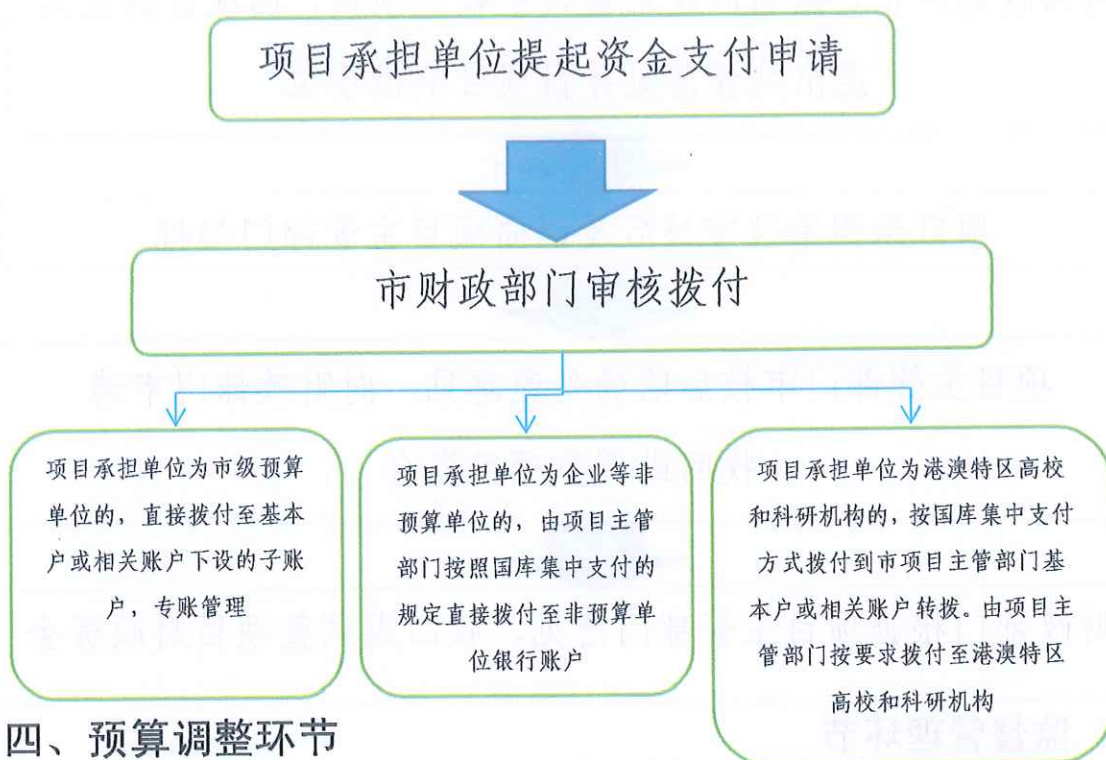 项目承担单位提起资金支付申请
市财政部门审核拨付
项目承担单位为市级预算
单位的，直接拨付至基本
户或相关账户下设的子账
户，专账管理
项目承担单位为企业等非
预算单位的，由项目主管
部门按照国库集中支付的
规定直接拨付至非预算单
位银行账户
项目承担单位为港澳特区高校
和科研机构的，按国库集中支付
方式拨付到市项目主管部门基
本户或相关账户转拨。由项目主
管部门按要求拨付至港澳特区
高校和科研机构
四、预算调整环节